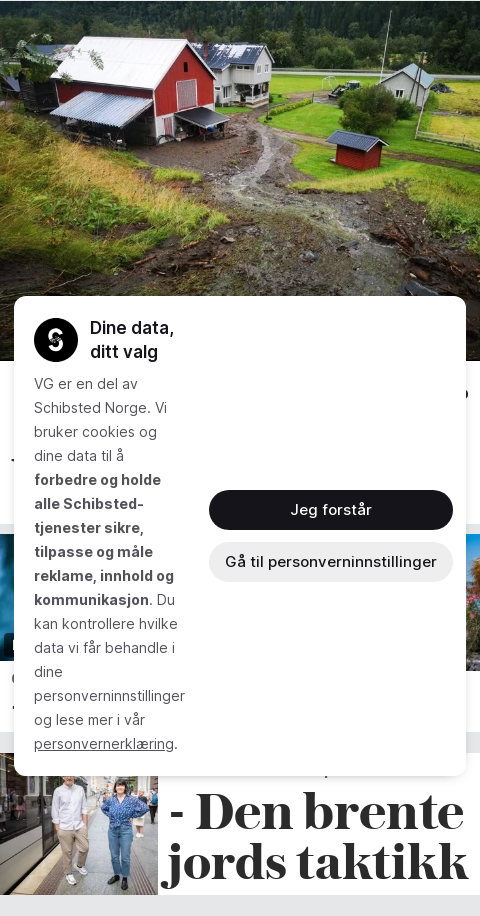 Dine data,
ditt valg
VG er en del av
Schibsted Norge. Vi
bruker cookies og
dine data til å
forbedre og holde
alle Schibsted-
tjenester sikre,
tilpasse og måle
reklame, innhold og
kommunikasjon. Du
kan kontrollere hvilke
data vi får behandle i
dine
personverninnstillinger
og lese mer i vår
personvernerklæring.
Jeg forstår
Gå til personverninnstillinger
- Den brente
jords taktikk